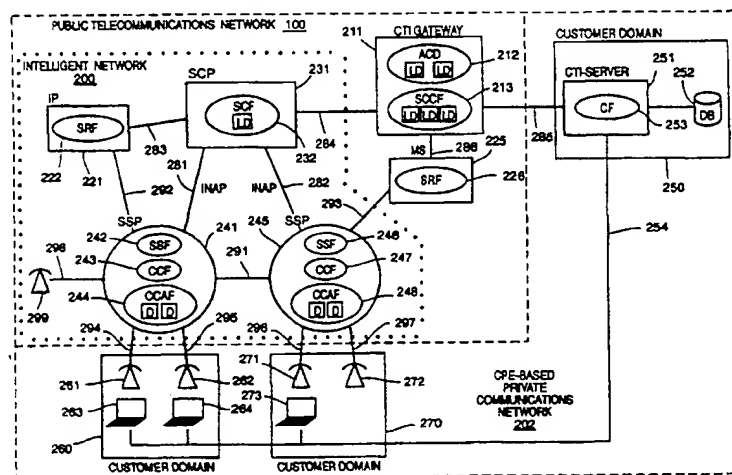 PUBLIC TELECOMMUNICATIONS NETWORK 100
INTELLIGENT NETWORK
200
IP
SRF
222
221
283
SCP
231
SCF
LD
232
284
281
INAP
INAP
282
292
CTI GATEWAY
211
ACD
LD LD
212
SCCF
LD LD LD
213
MS
286
225
SRF
226
293
285
CUSTOMER DOMAIN
CTI-SERVER
251
252
CF
253
DB
250
254
SSP
241
242
SSF
243
CCF
244
CCAF
D D
291
SSP
245
SSF
246
CCF
247
CCAF
D D
248
298
299
294
295
296
297
261
262
263
264
260
CUSTOMER DOMAIN
271
272
273
270
CUSTOMER DOMAIN
CPE-BASED
PRIVATE
COMMUNICATIONS
NETWORK
202